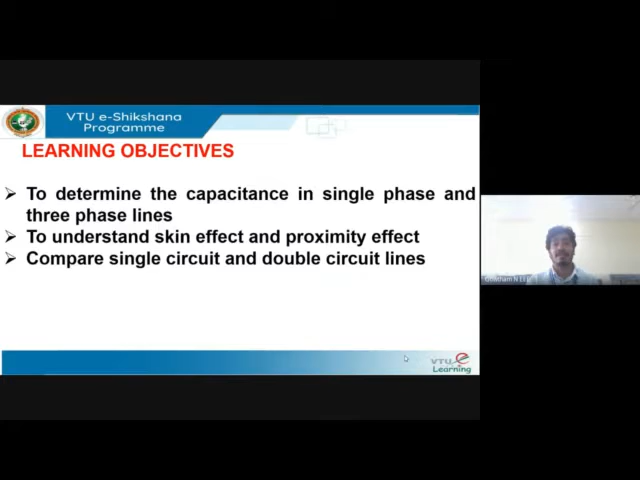 VTU e-Shikshana
Programme
LEARNING OBJECTIVES
➢ To determine the capacitance in single phase and
three phase lines
➢ To understand skin effect and proximity effect
➢ Compare single circuit and double circuit lines
VTU e
Learning